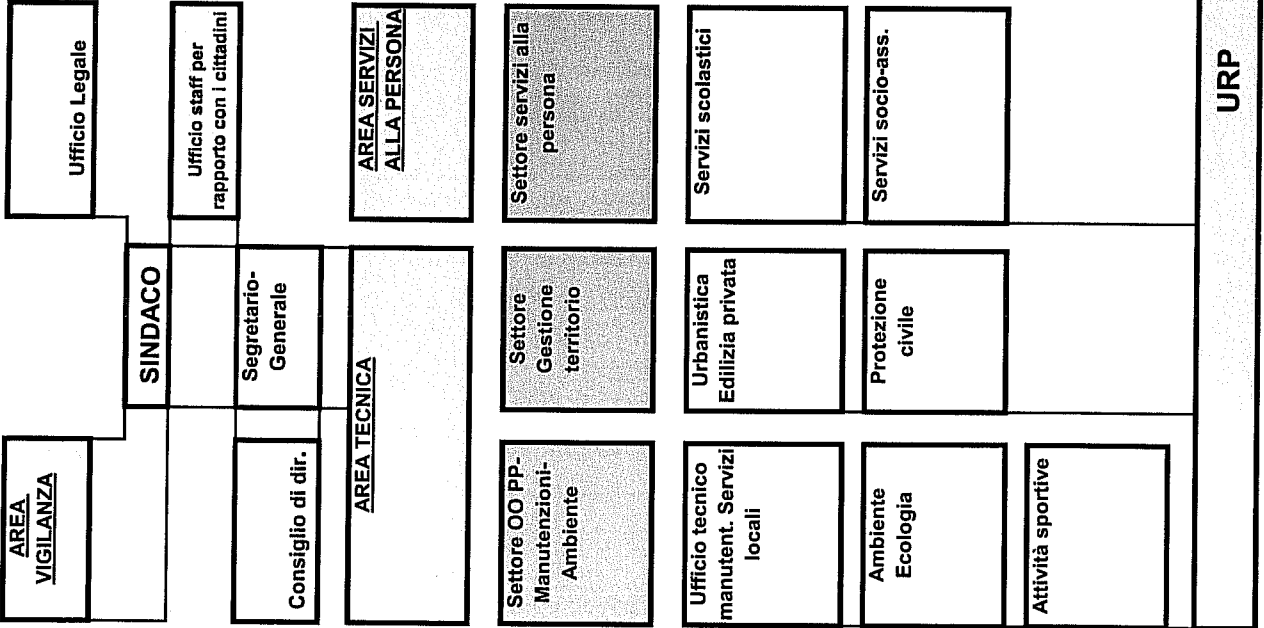 AREA
VIGILANZA
Ufficio Legale
SINDACO
Ufficio staff per
rapporto con i cittadini
Consiglio di dir.
Segretario-
Generale
AREA TECNICA
AREA SERVIZI
ALLA PERSONA
Settore OO PP-
Manutenzioni-
Ambiente
Settore
Gestione
territorio
Settore servizi alla
persona
Ufficio tecnico
manutent. Servizi
locali
Urbanistica
Edilizia privata
Servizi scolastici
Ambiente
Ecologia
Protezione
civile
Servizi socio-ass.
Attività sportive
URP